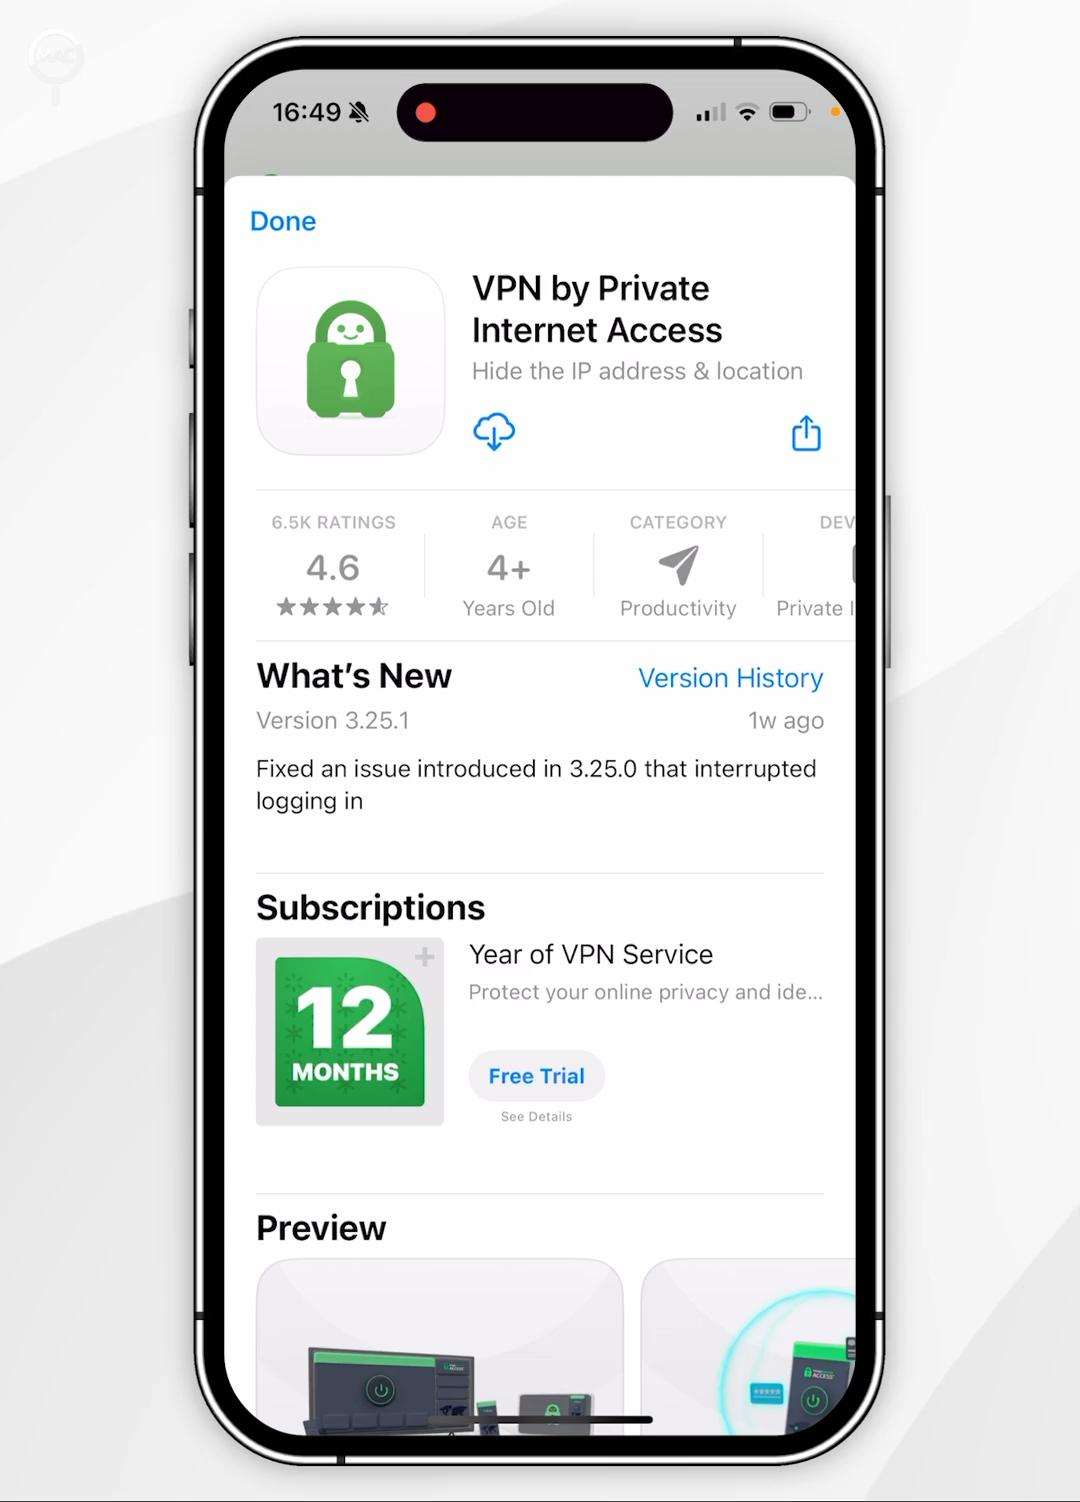 MAC
16:49
Done
VPN by Private
Internet Access
Hide the IP address & location
6.5K RATINGS
AGE
CATEGORY
DEV
4.6
4+
Years Old
Productivity
Private I
What's New
Version History
Version 3.25.1
1w ago
Fixed an issue introduced in 3.25.0 that interrupted
logging in
Subscriptions
12
MONTHS
Year of VPN Service
Protect your online privacy and ide...
Free Trial
See Details
Preview
ACCESS
ACCESS